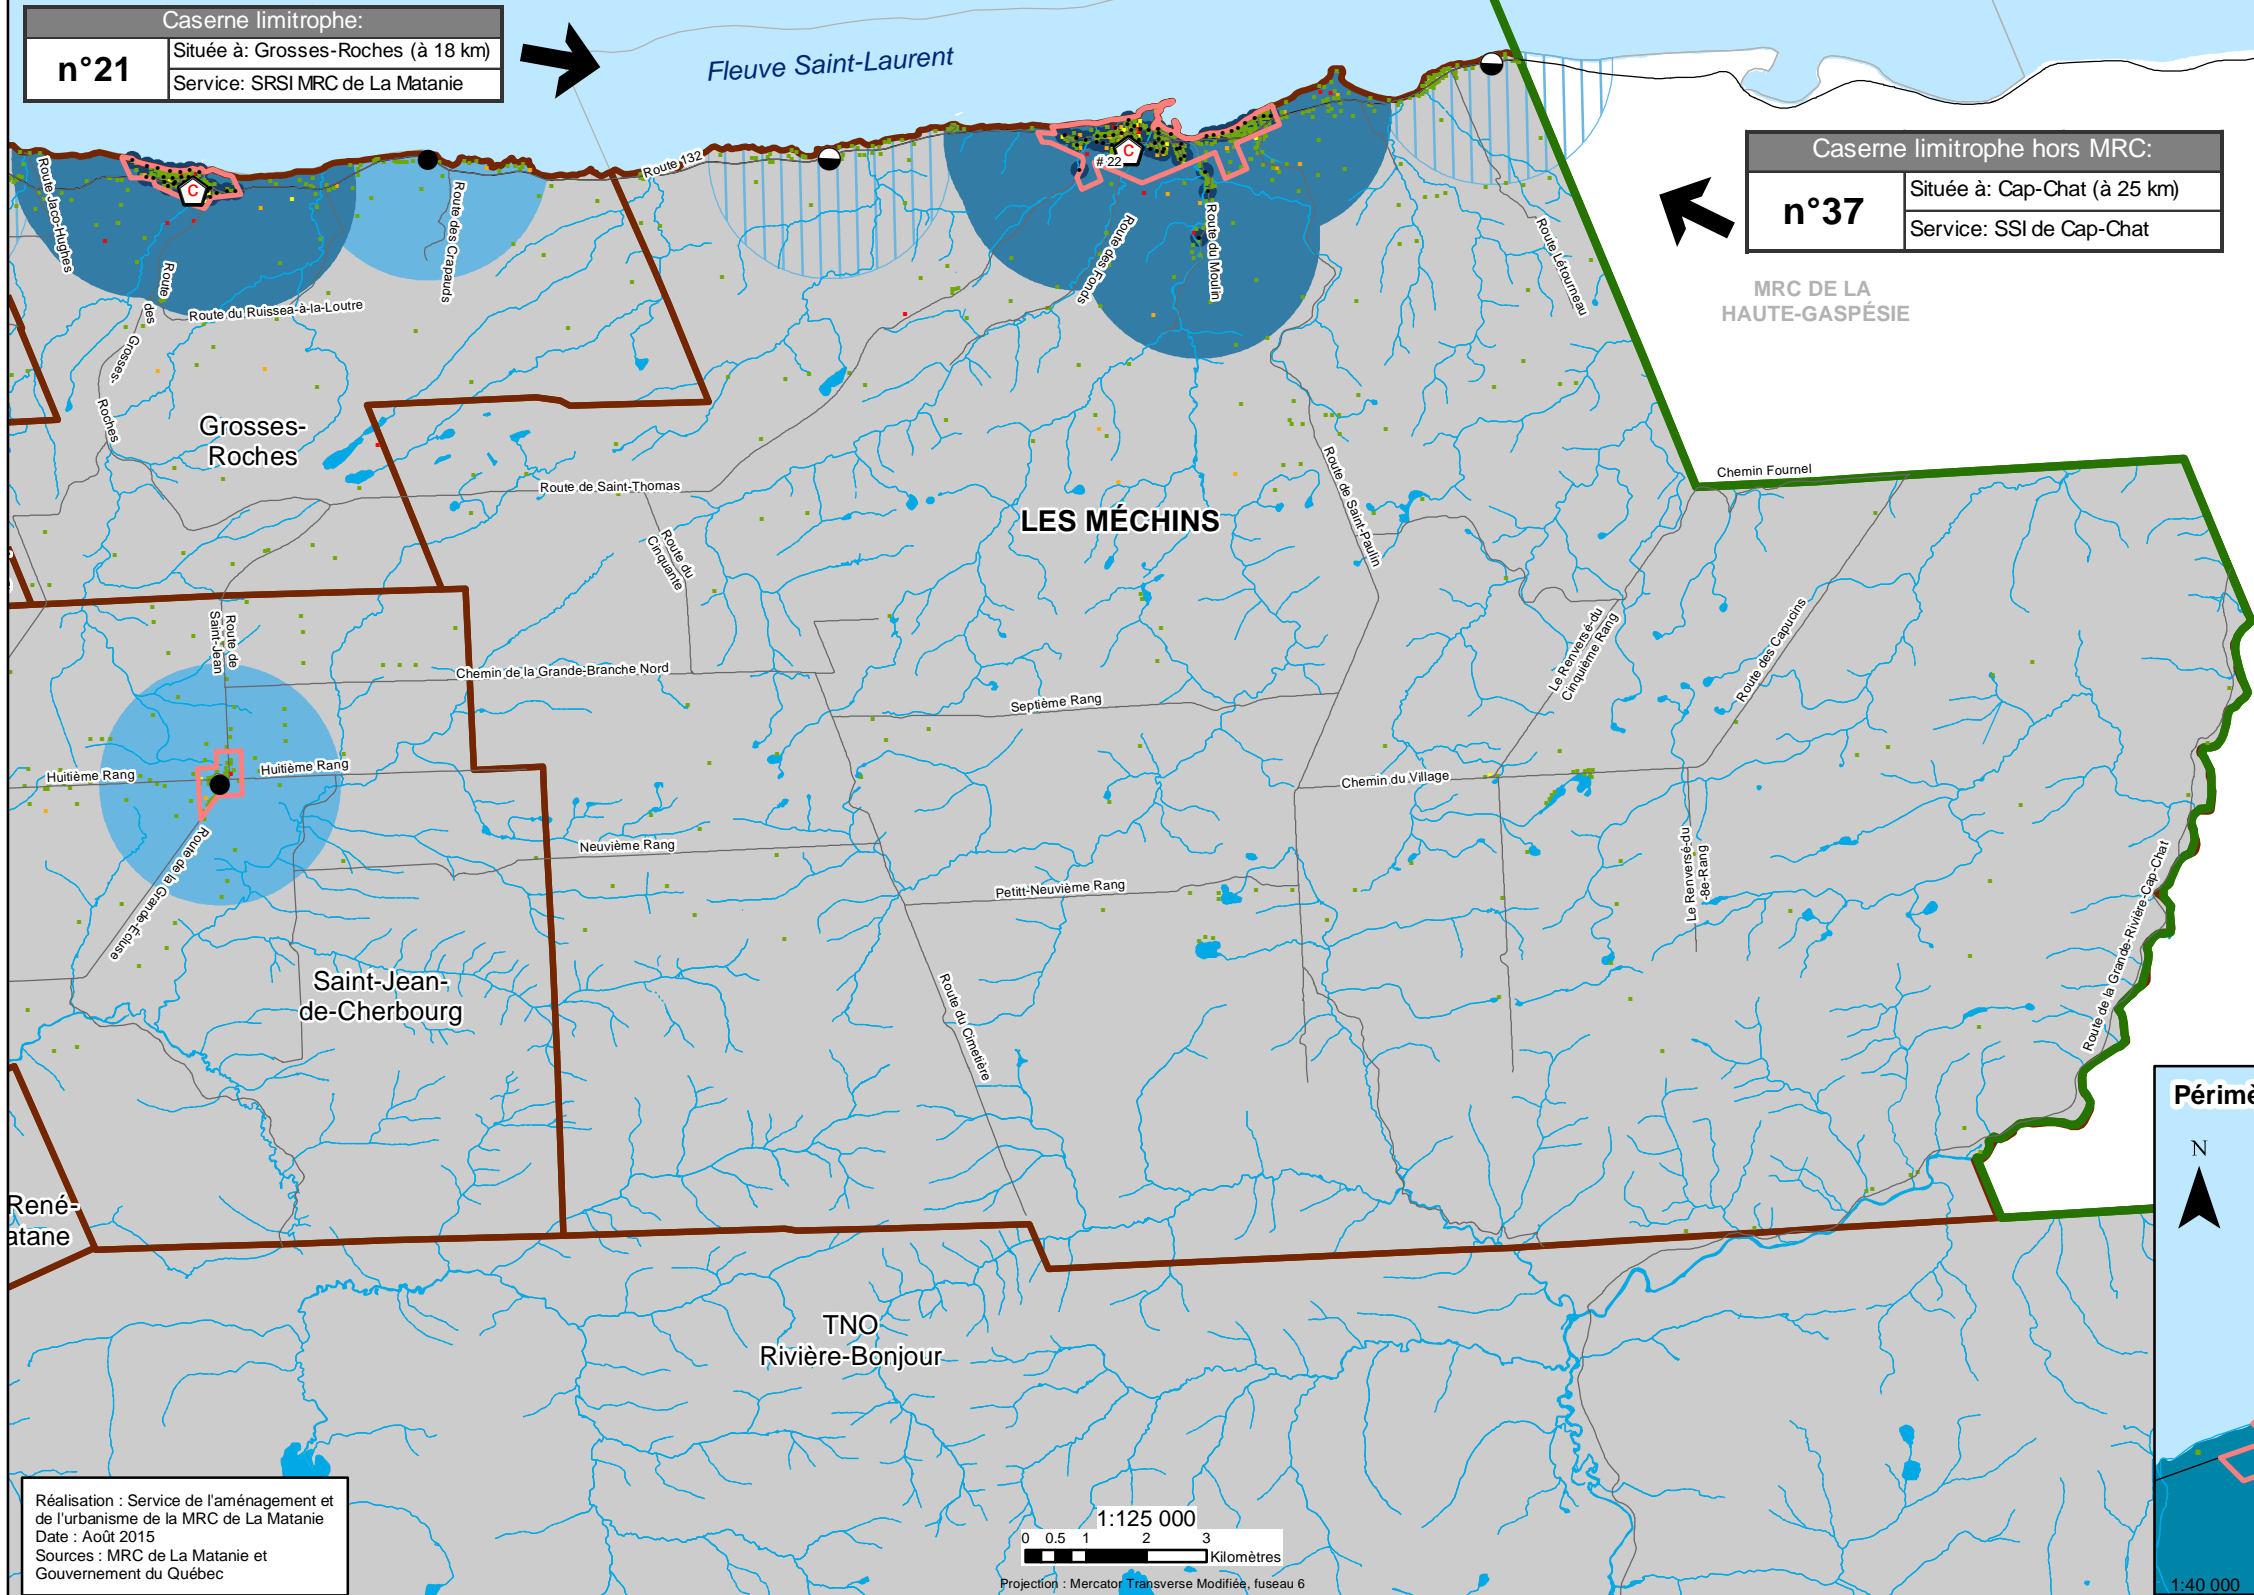 Caserne limitrophe:
n°21
Située à: Grosses-Roches (à 18 km)
Service: SRSI MRC de La Matanie
Fleuve Saint-Laurent
Caserne limitrophe hors MRC:
n°37
Située à: Cap-Chat (à 25 km)
Service: SSI de Cap-Chat
MRC DE LA
HAUTE-GASPÉSIE
Route 132
C
C
# 22
Route Jaco-Hughes
Route des Crapauds
Route du Ruissea-à-la-Loutre
Route
des
Grosses-
Roches
Route des Fonds
Route du Moulin
Route Létourneau
Grosses-
Roches
Route de Saint-Thomas
Route du
Cinquante
LES MÉCHINS
Route de Saint-Paulin
Chemin Fournel
Route de
Saint-Jean
Chemin de la Grande-Branche Nord
Septième Rang
Le Renversé-du
Cinquième Rang
Route des Capucins
Huitième Rang
Huitième Rang
Chemin du Village
Neuvième Rang
Petitt-Neuvième Rang
Le Renversé-du
-8e-Rang
Route de la Grande-Écluse
Route de la Grande-Rivière-Cap-Chat
Saint-Jean-
de-Cherbourg
Route du Cimetière
René-
atane
TNO
Rivière-Bonjour
Périmè
N
1:40 000
Réalisation : Service de l'aménagement et
de l'urbanisme de la MRC de La Matanie
Date : Août 2015
Sources : MRC de La Matanie et
Gouvernement du Québec
1:125 000
0 0.5 1 2 3
Kilomètres
Projection : Mercator Transverse Modifiée, fuseau 6